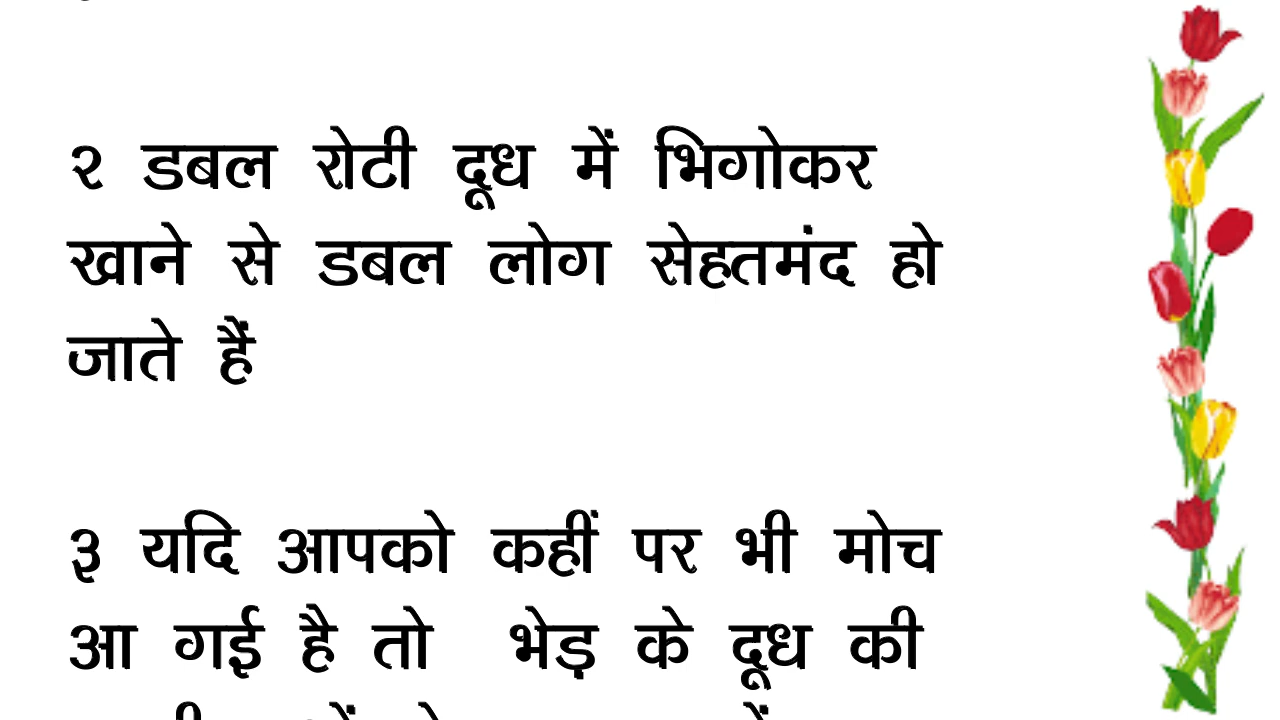 २ डबल रोटी दूध में भिगोकर
खाने से डबल लोग सेहतमंद हो
जाते हैं
३ यदि आपको कहीं पर भी मोच
आ गई है तो भेड़ के दूध की